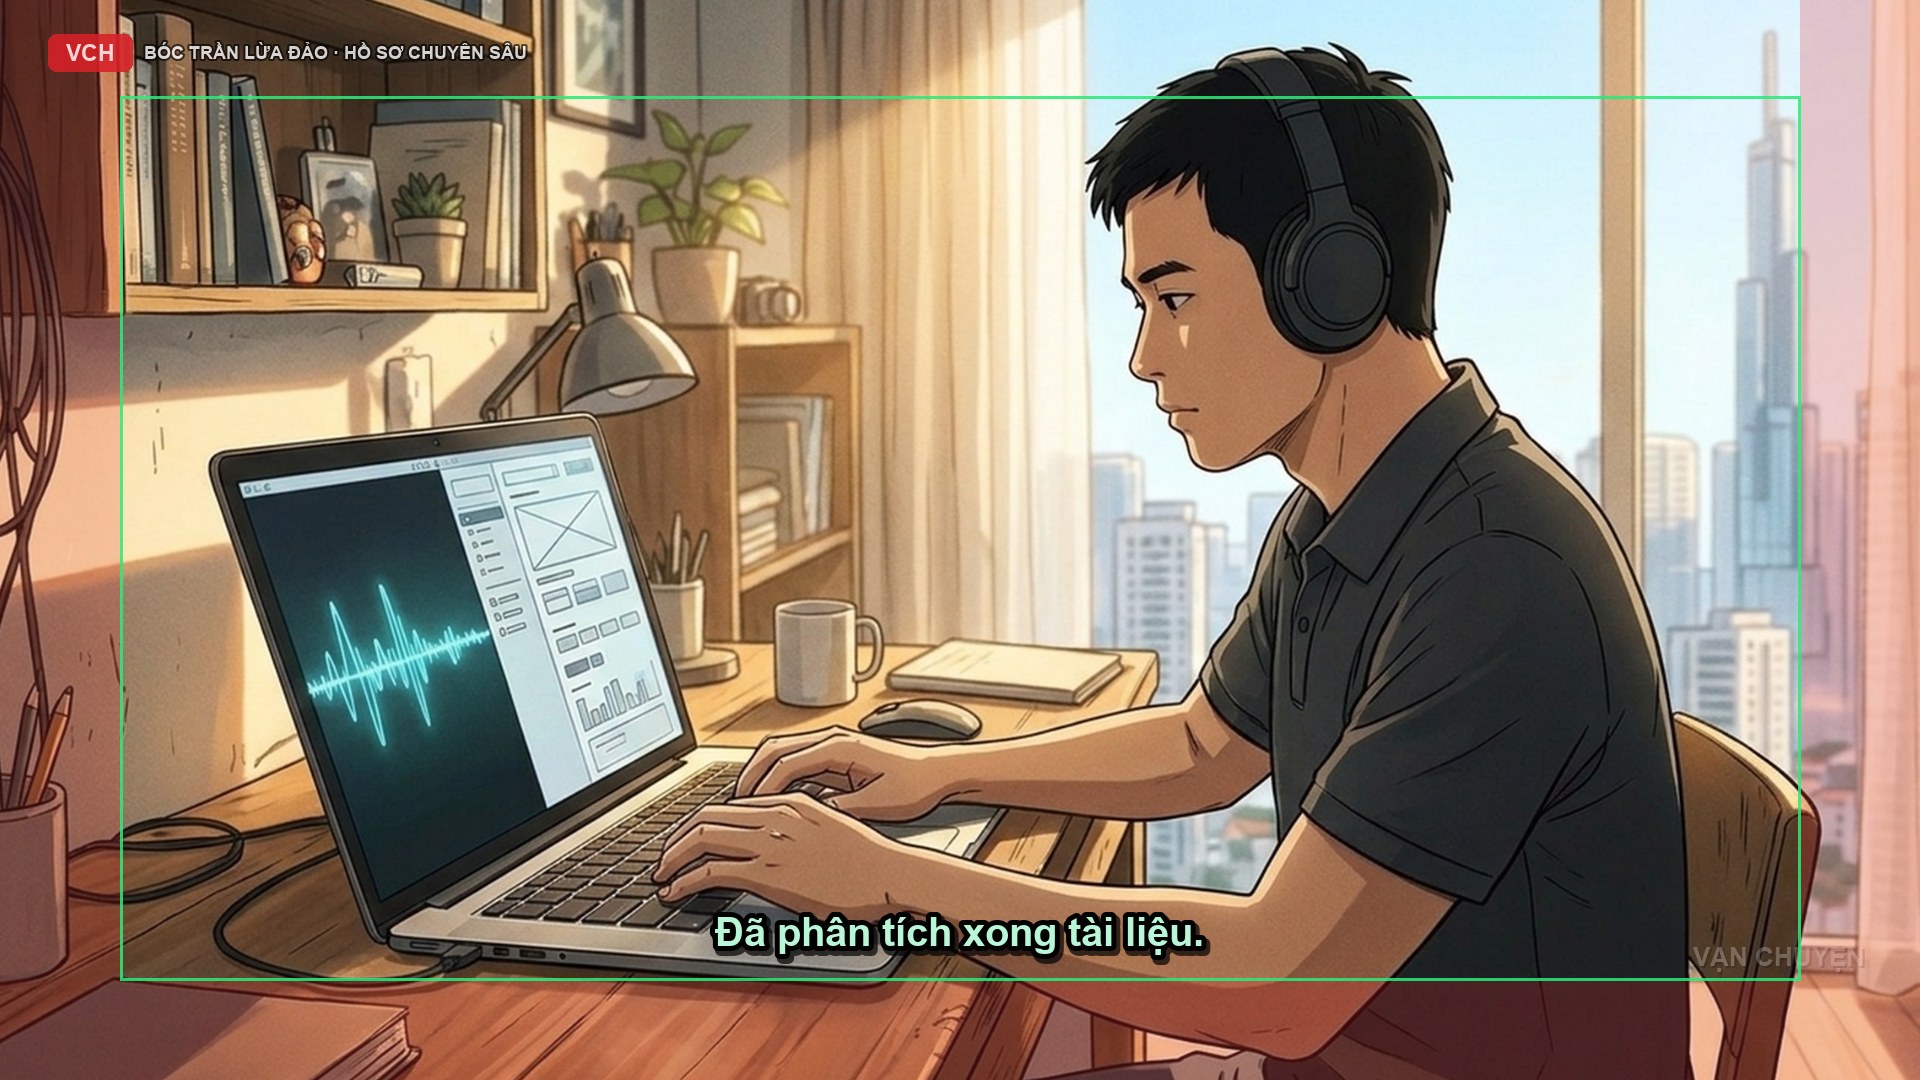 VCH BÓC TRẦN LỪA ĐẢO · HỒ SƠ CHUYÊN SÂU
Đã phân tích xong tài liệu.
VẠN CHUYỆN